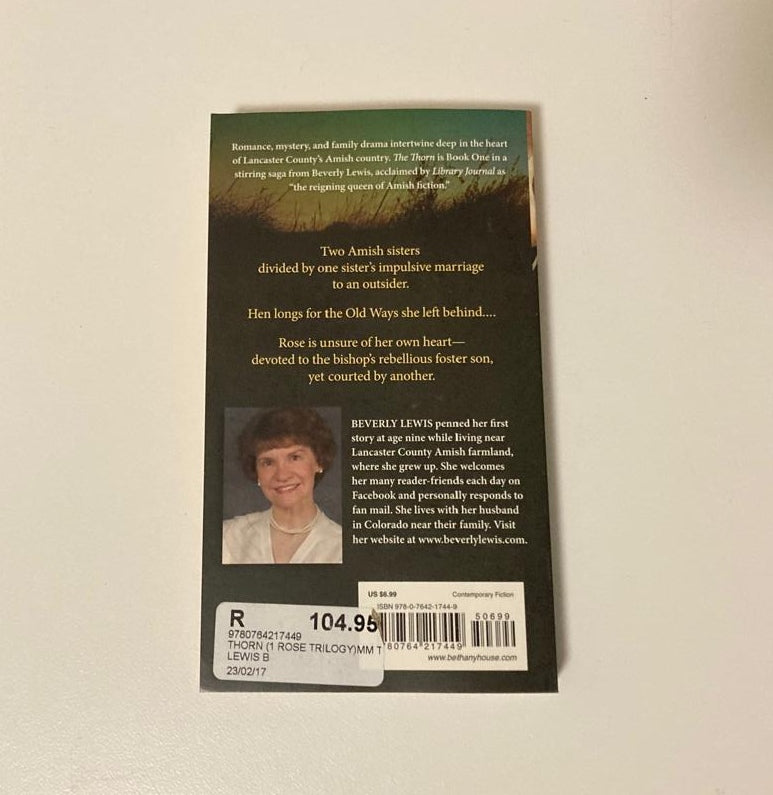 Romance, mystery, and family drama intertwine deep in the heart
of Lancaster County's Amish country. The Thorn is Book One in a
stirring saga from Beverly Lewis, acclaimed by Library Journal as
"the reigning queen of Amish fiction."
Two Amish sisters
divided by one sister's impulsive marriage
to an outsider.
Hen longs for the Old Ways she left behind....
Rose is unsure of her own heart—
devoted to the bishop's rebellious foster son,
yet courted by another.
BEVERLY LEWIS penned her first
story at age nine while living near
Lancaster County Amish farmland,
where she grew up. She welcomes
her many reader-friends each day on
Facebook and personally responds to
fan mail. She lives with her husband
in Colorado near their family. Visit
her website at www.beverlylewis.com.
US $6.99 Contemporary Fiction
ISBN 978-0-7642-1744-9
50699
80764 217449
www.bethanyhouse.com
R 104.95
9780764217449
THORN (1 ROSE TRILOGY)MM T
LEWIS B
23/02/17